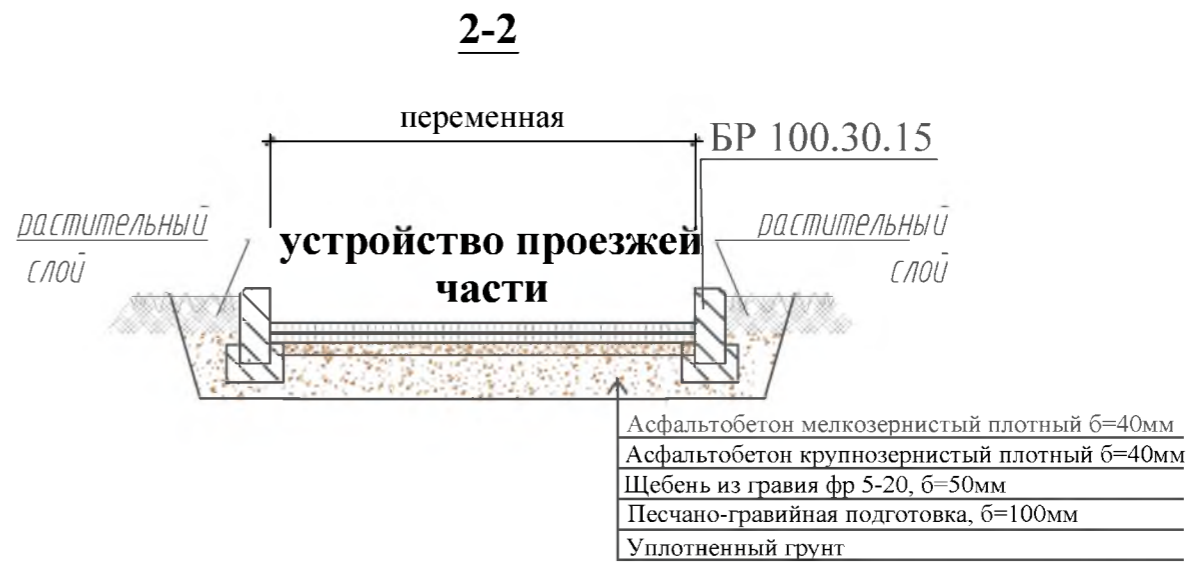 2-2
переменная
БР 100.30.15
растительный
слой
устройство проезжей
части
растительный
слой
Асфальтобетон мелкозернистый плотный б=40мм
Асфальтобетон крупнозернистый плотный б=40мм
Щебень из гравия фр 5-20, б=50мм
Песчано-гравийная подготовка, б=100мм
Уплотненный грунт